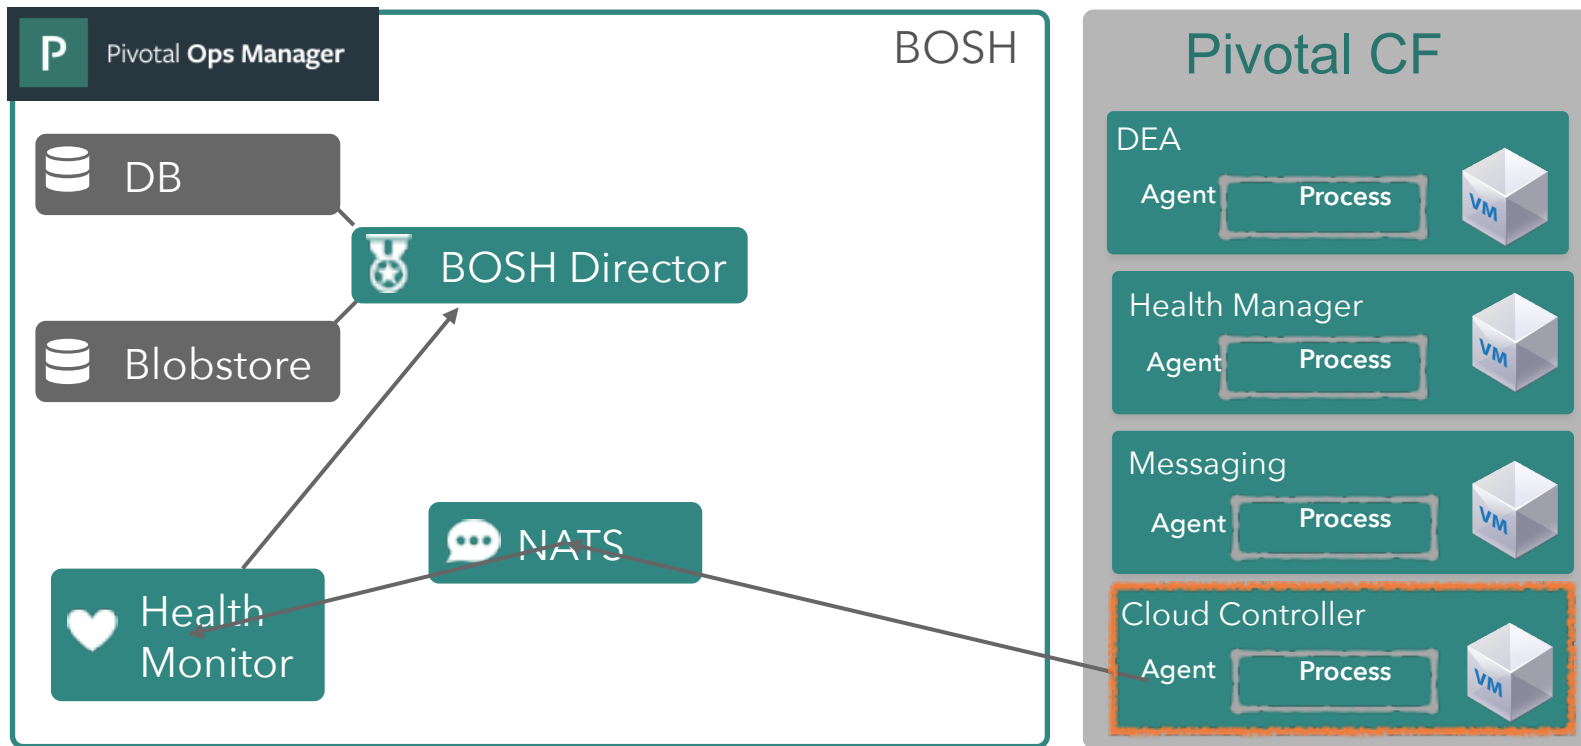 P
Pivotal Ops Manager
BOSH
DB
BOSH Director
Blobstore
NATS
Health
Monitor
Pivotal CF
DEA
Agent
Process
VM
Health Manager
Agent
Process
VM
Messaging
Agent
Process
VM
Cloud Controller
Agent
Process
VM